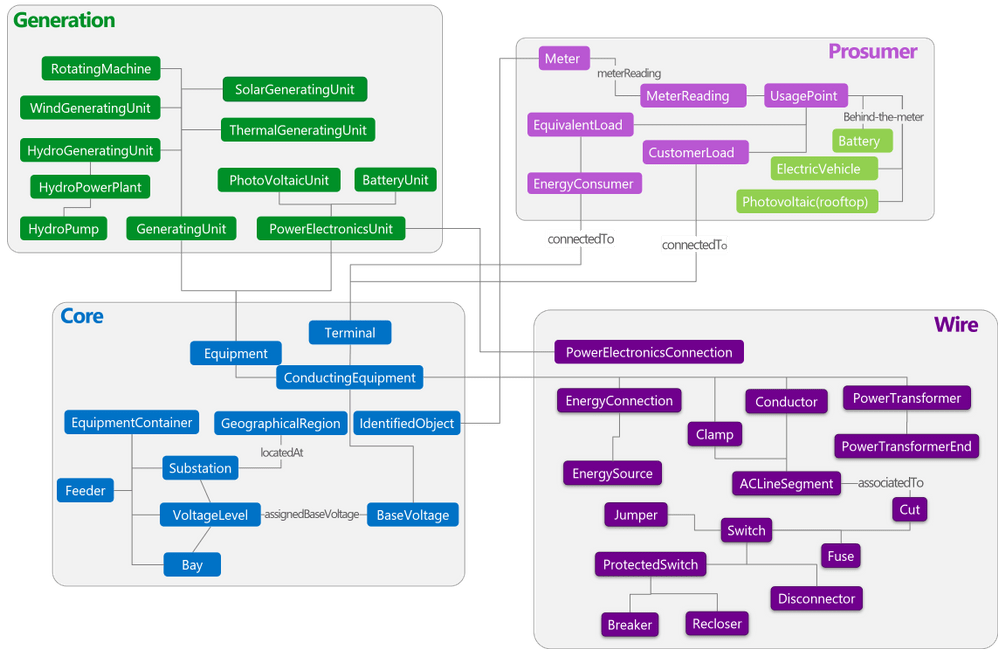 Generation
RotatingMachine
SolarGeneratingUnit
WindGeneratingUnit
ThermalGeneratingUnit
HydroGeneratingUnit
HydroPowerPlant
PhotoVoltaicUnit
BatteryUnit
HydroPump
GeneratingUnit
PowerElectronicsUnit
Prosumer
Meter
meterReading
MeterReading
UsagePoint
Behind-the-meter
EquivalentLoad
Battery
CustomerLoad
ElectricVehicle
EnergyConsumer
Photovoltaic(rooftop)
connectedTo
connectedTo
Core
Terminal
Equipment
ConductingEquipment
EquipmentContainer
GeographicalRegion
IdentifiedObject
locatedAt
Substation
Feeder
VoltageLevel
assignedBaseVoltage
BaseVoltage
Bay
Wire
PowerElectronicsConnection
EnergyConnection
Conductor
PowerTransformer
Clamp
PowerTransformerEnd
EnergySource
ACLineSegment
associatedTo
Cut
Jumper
Switch
Fuse
ProtectedSwitch
Disconnector
Breaker
Recloser